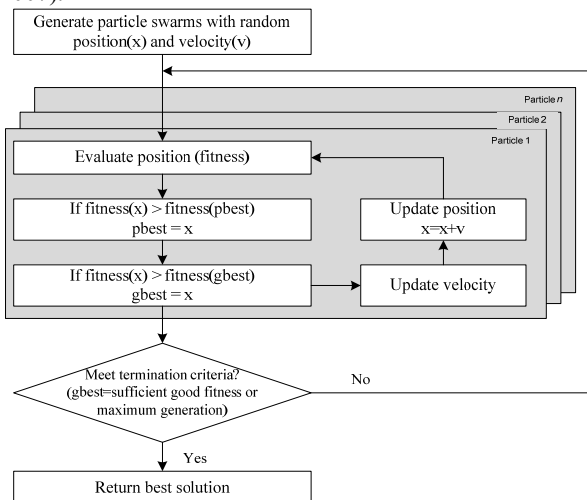 Generate particle swarms with random
position(x) and velocity(v)
Particle n
Particle 2
Particle 1
Evaluate position (fitness)
If fitness(x) > fitness(pbest)
pbest = x
Update position
x=x+v
If fitness(x) > fitness(gbest)
gbest = x
Update velocity
Meet termination criteria?
(gbest=sufficient good fitness or
maximum generation)
No
Yes
Return best solution